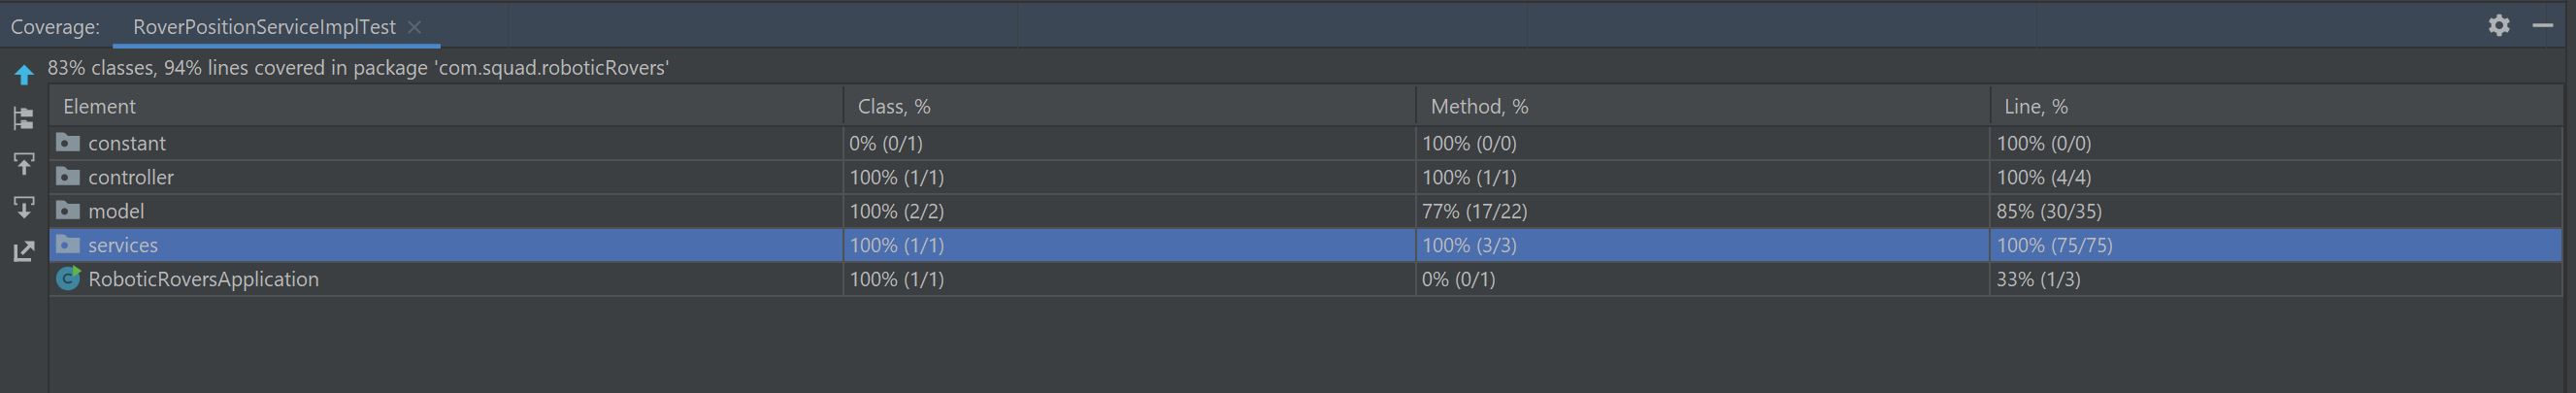 Coverage: RoverPositionServiceImplTest
83% classes, 94% lines covered in package 'com.squad.roboticRovers'
Element Class, % Method, % Line, %
constant 0% (0/1) 100% (0/0) 100% (0/0)
controller 100% (1/1) 100% (1/1) 100% (4/4)
model 100% (2/2) 77% (17/22) 85% (30/35)
services 100% (1/1) 100% (3/3) 100% (75/75)
C RoboticRoversApplication 100% (1/1) 0% (0/1) 33% (1/3)